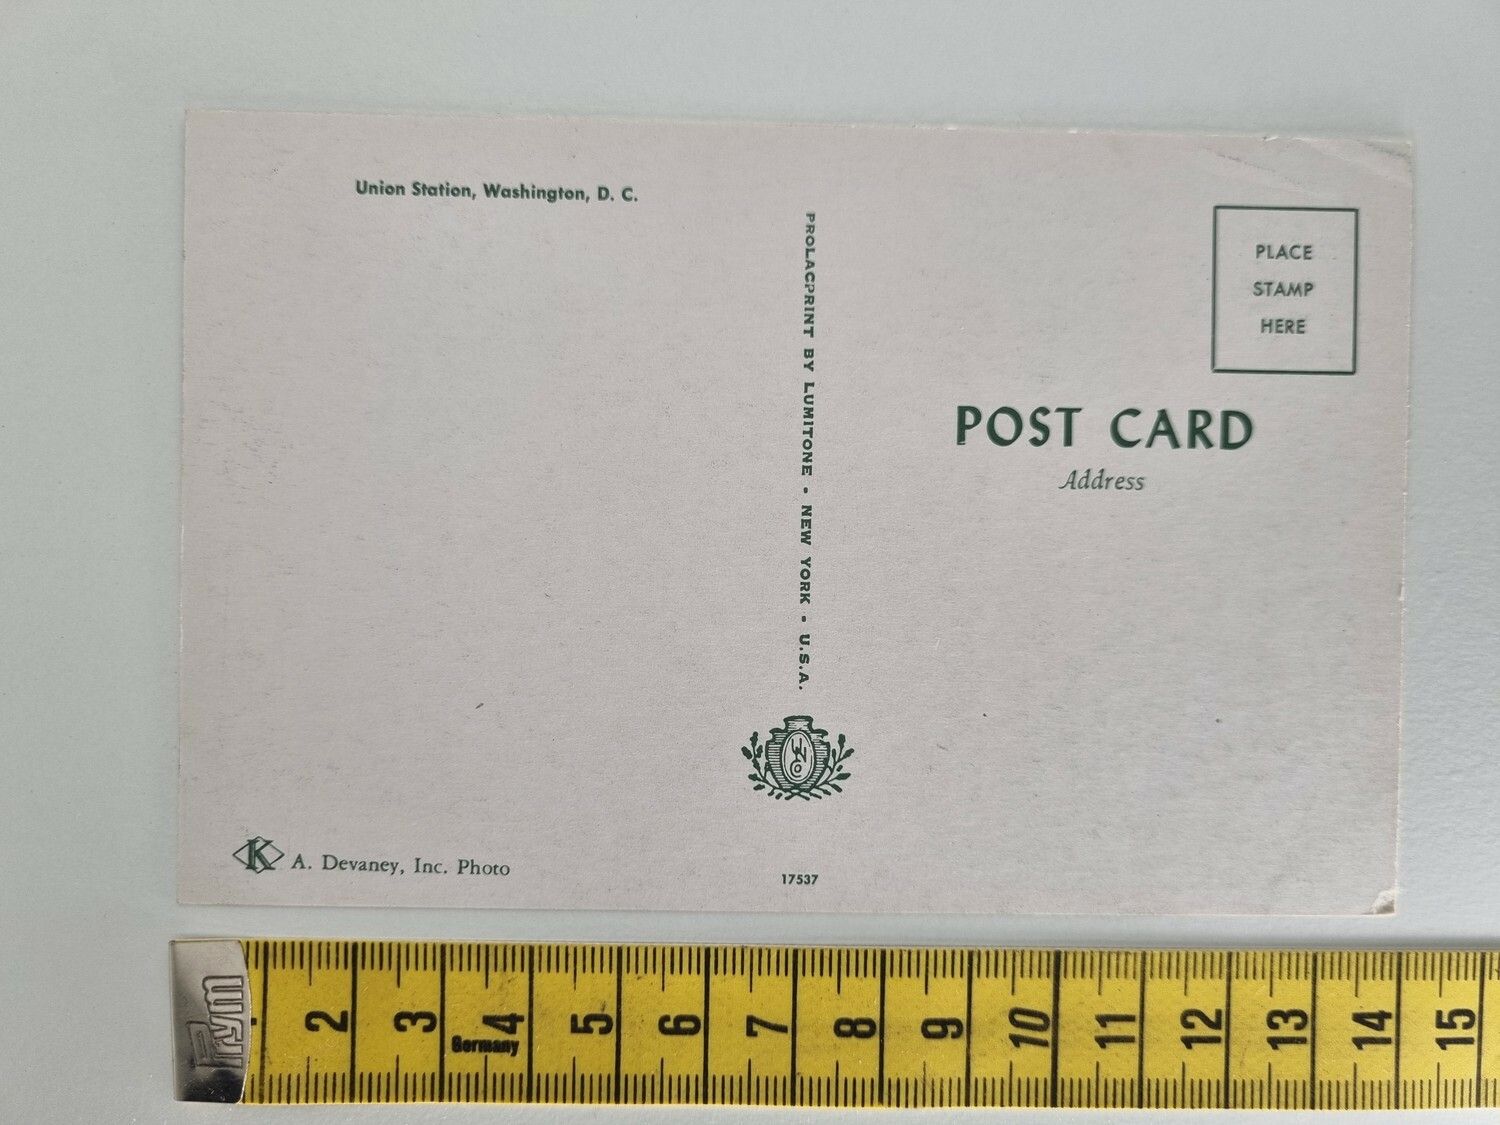 Union Station, Washington, D. C.
PROLACPRINT BY LUMITONE • NEW YORK • U.S.A.
PLACE
STAMP
HERE
POST CARD
Address
K A. Devaney, Inc. Photo
17537
Prym
2 3 4 5 6 7 8 9 10 11 12 13 14 15
Germany